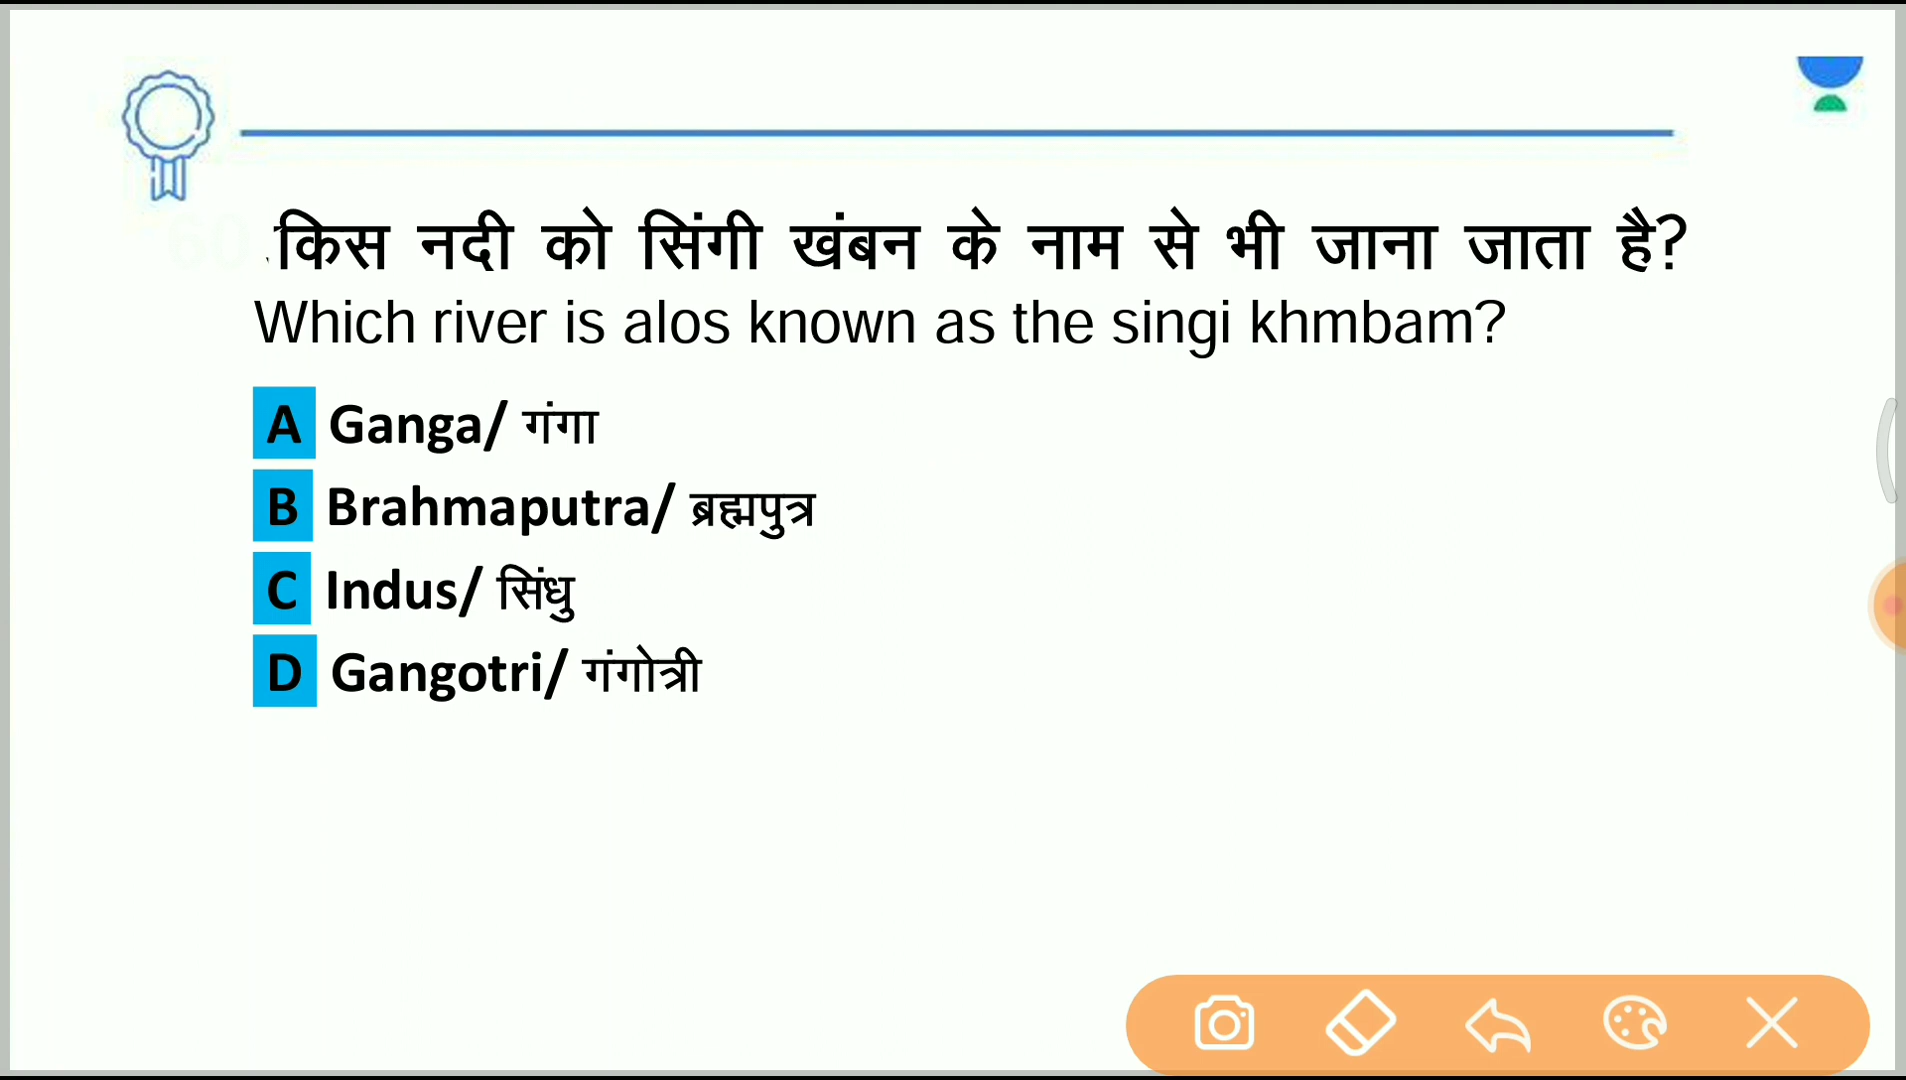 किस नदी को सिंगी खंबन के नाम से भी जाना जाता है?
Which river is alos known as the singi khmbam?
A Ganga/ गंगा
B Brahmaputra/ ब्रह्मपुत्र
C Indus/ सिंधु
D Gangotri/ गंगोत्री